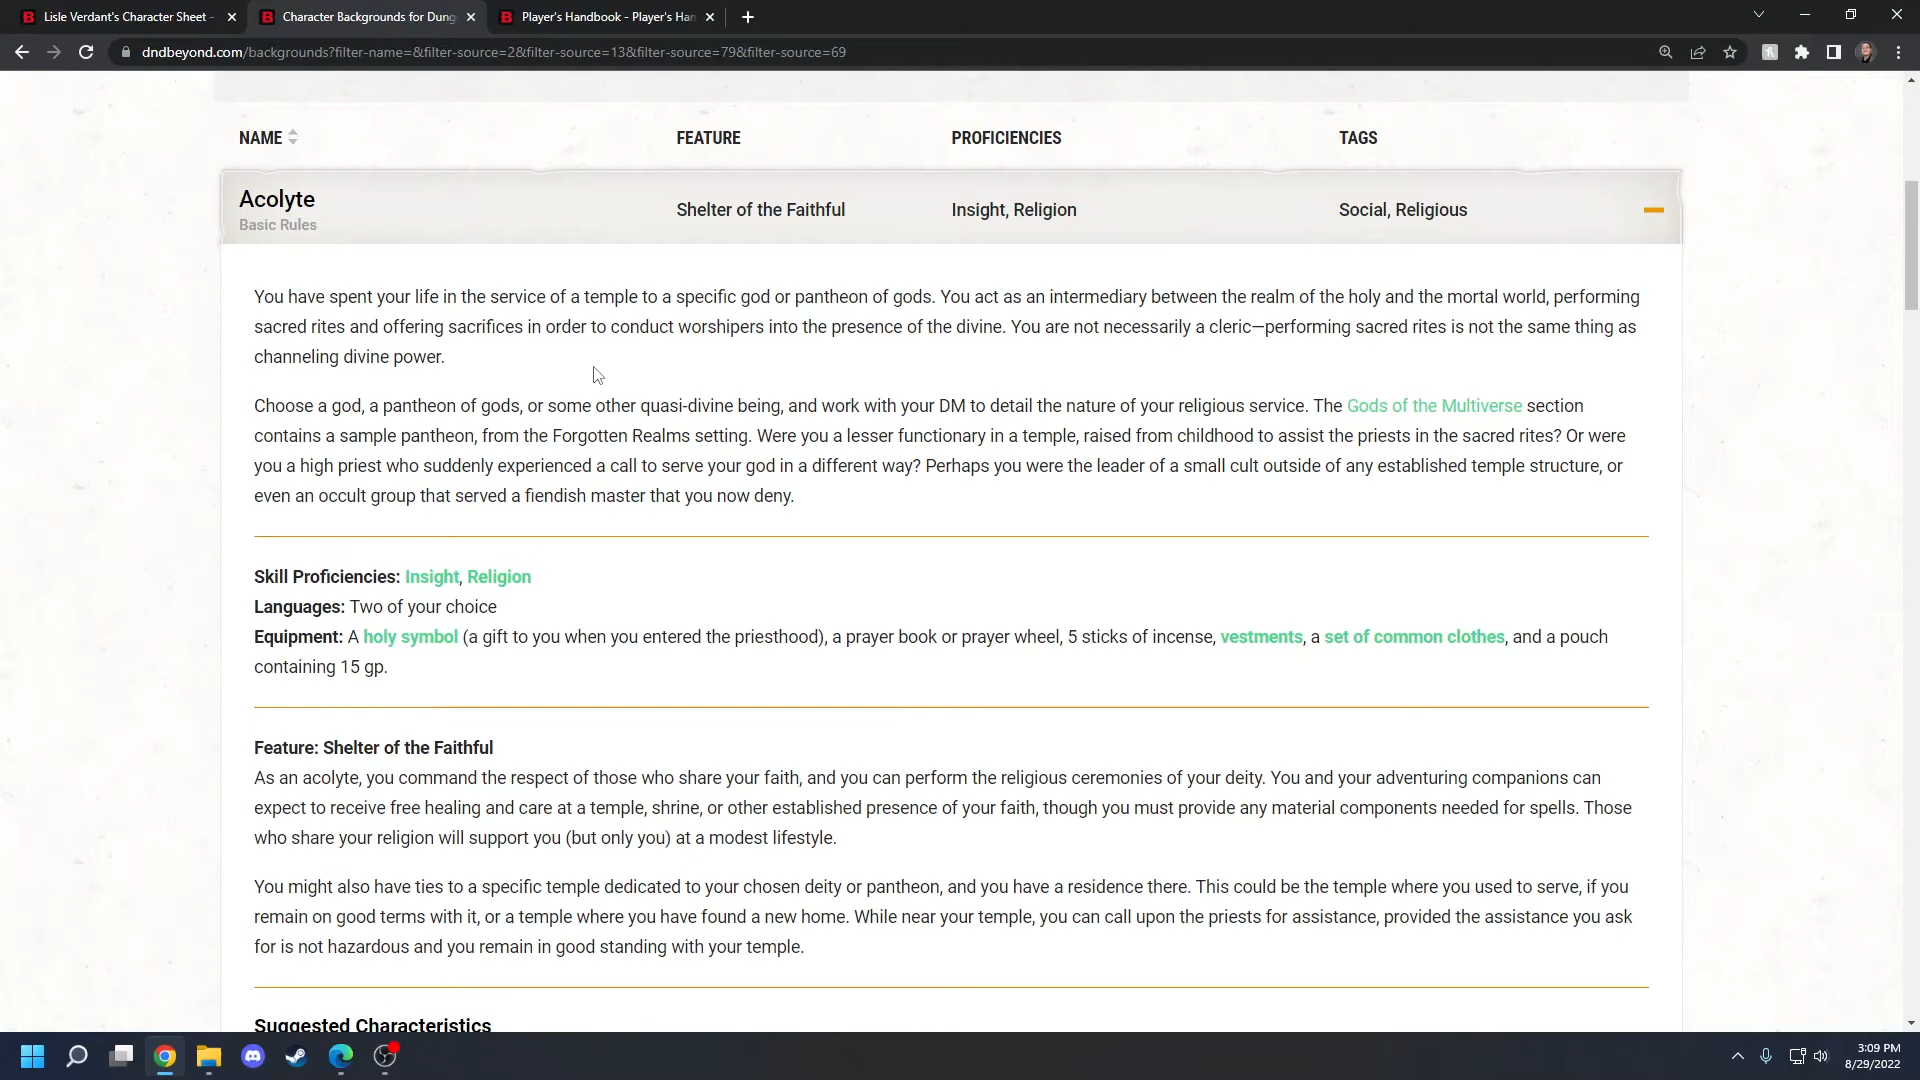 Lisle Verdant's Character Sheet -
Character Backgrounds for Dung
Player's Handbook - Player's Han
dndbeyond.com/backgrounds?filter-name=&filter-source=2&filter-source=13&filter-source=79&filter-source=69
NAME FEATURE PROFICIENCIES TAGS
Acolyte
Basic Rules
Shelter of the Faithful
Insight, Religion
Social, Religious
You have spent your life in the service of a temple to a specific god or pantheon of gods. You act as an intermediary between the realm of the holy and the mortal world, performing
sacred rites and offering sacrifices in order to conduct worshipers into the presence of the divine. You are not necessarily a cleric—performing sacred rites is not the same thing as
channeling divine power.
Choose a god, a pantheon of gods, or some other quasi-divine being, and work with your DM to detail the nature of your religious service. The Gods of the Multiverse section
contains a sample pantheon, from the Forgotten Realms setting. Were you a lesser functionary in a temple, raised from childhood to assist the priests in the sacred rites? Or were
you a high priest who suddenly experienced a call to serve your god in a different way? Perhaps you were the leader of a small cult outside of any established temple structure, or
even an occult group that served a fiendish master that you now deny.
Skill Proficiencies: Insight, Religion
Languages: Two of your choice
Equipment: A holy symbol (a gift to you when you entered the priesthood), a prayer book or prayer wheel, 5 sticks of incense, vestments, a set of common clothes, and a pouch
containing 15 gp.
Feature: Shelter of the Faithful
As an acolyte, you command the respect of those who share your faith, and you can perform the religious ceremonies of your deity. You and your adventuring companions can
expect to receive free healing and care at a temple, shrine, or other established presence of your faith, though you must provide any material components needed for spells. Those
who share your religion will support you (but only you) at a modest lifestyle.
You might also have ties to a specific temple dedicated to your chosen deity or pantheon, and you have a residence there. This could be the temple where you used to serve, if you
remain on good terms with it, or a temple where you have found a new home. While near your temple, you can call upon the priests for assistance, provided the assistance you ask
for is not hazardous and you remain in good standing with your temple.
Suggested Characteristics
3:09 PM
8/29/2022